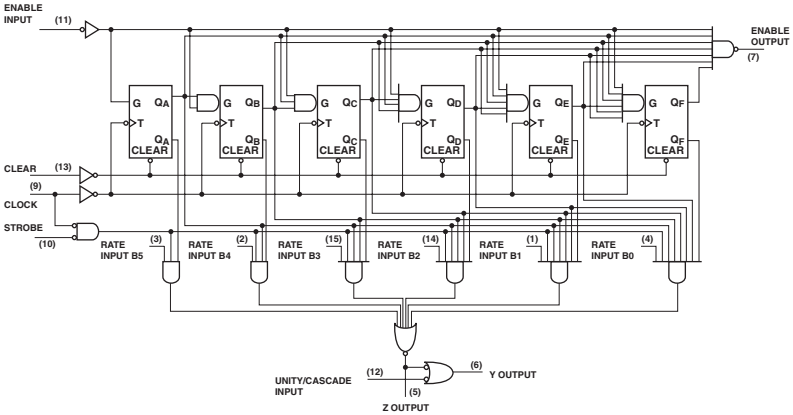 ENABLE
INPUT
(11)
ENABLE
OUTPUT
(7)
G QA
T
QA
CLEAR
G QB
T
QB
CLEAR
G QC
T
QC
CLEAR
G QD
T
QD
CLEAR
G QE
T
QE
CLEAR
G QF
T
QF
CLEAR
CLEAR (13)
(9)
CLOCK
STROBE
(10)
RATE
INPUT B5
(3)
RATE
INPUT B4
(2)
RATE
INPUT B3
(15)
RATE
INPUT B2
(14)
RATE
INPUT B1
(1)
RATE
INPUT B0
(4)
UNITY/CASCADE
INPUT
(12)
(6)
Y OUTPUT
(5)
Z OUTPUT